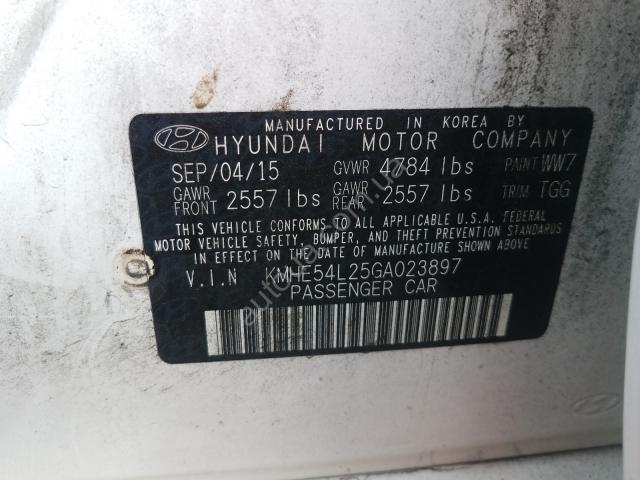 MANUFACTURED IN KOREA BY
HYUNDAI MOTOR COMPANY
SEP/04/15 GVWR 4784 lbs PAINT WW7
GAWR FRONT 2557 lbs GAWR REAR 2557 lbs TRIM TGG
THIS VEHICLE CONFORMS TO ALL APPLICABLE U.S.A. FEDERAL
MOTOR VEHICLE SAFETY, BUMPER, AND THEFT PREVENTION STANDARDS
IN EFFECT ON THE DATE OF MANUFACTURE SHOWN ABOVE.
V.I.N KMHE54L25GA023897
PASSENGER CAR